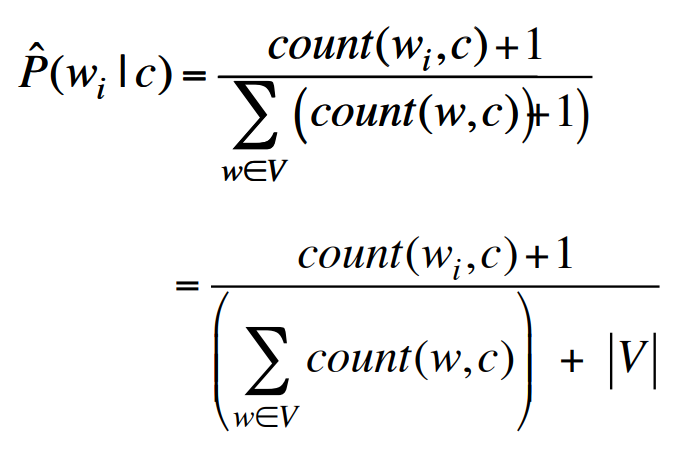 P̂(wᵢ | c) = count(wᵢ,c)+1 / ∑ w∈V (count(w,c))+1)
= count(wᵢ,c)+1 / (∑ w∈V count(w,c)) + |V|